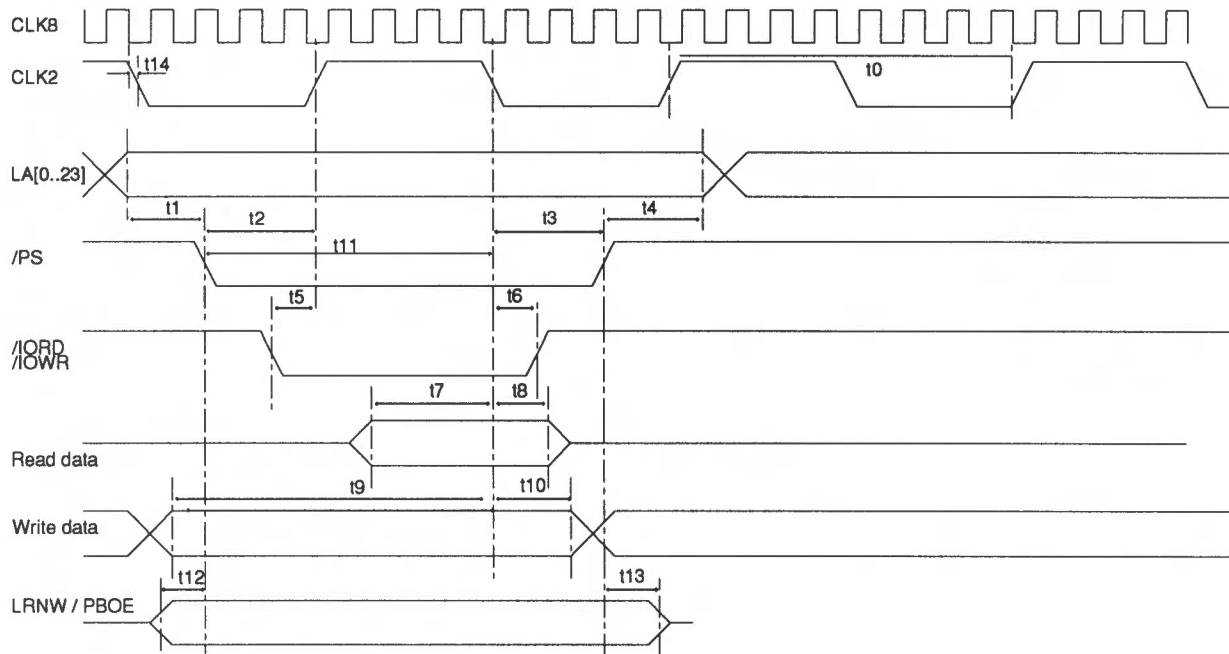 CLK8
CLK2
t14
t0
LA[0..23]
t1
t2
t3
t4
/PS
t11
t5
t6
/IORD
/IOWR
t7
t8
Read data
t9
t10
Write data
t12
t13
LRNW / PBOE